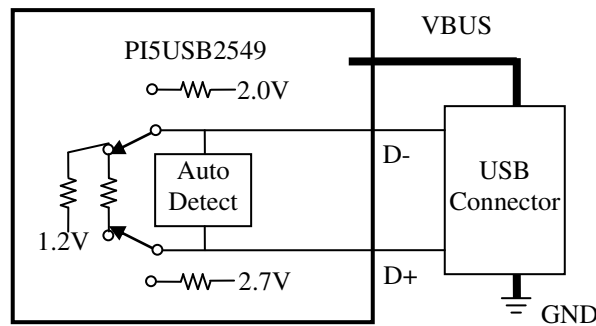 VBUS
PI5USB2549
2.0V
D-
Auto
Detect
USB
Connector
1.2V
D+
2.7V
GND